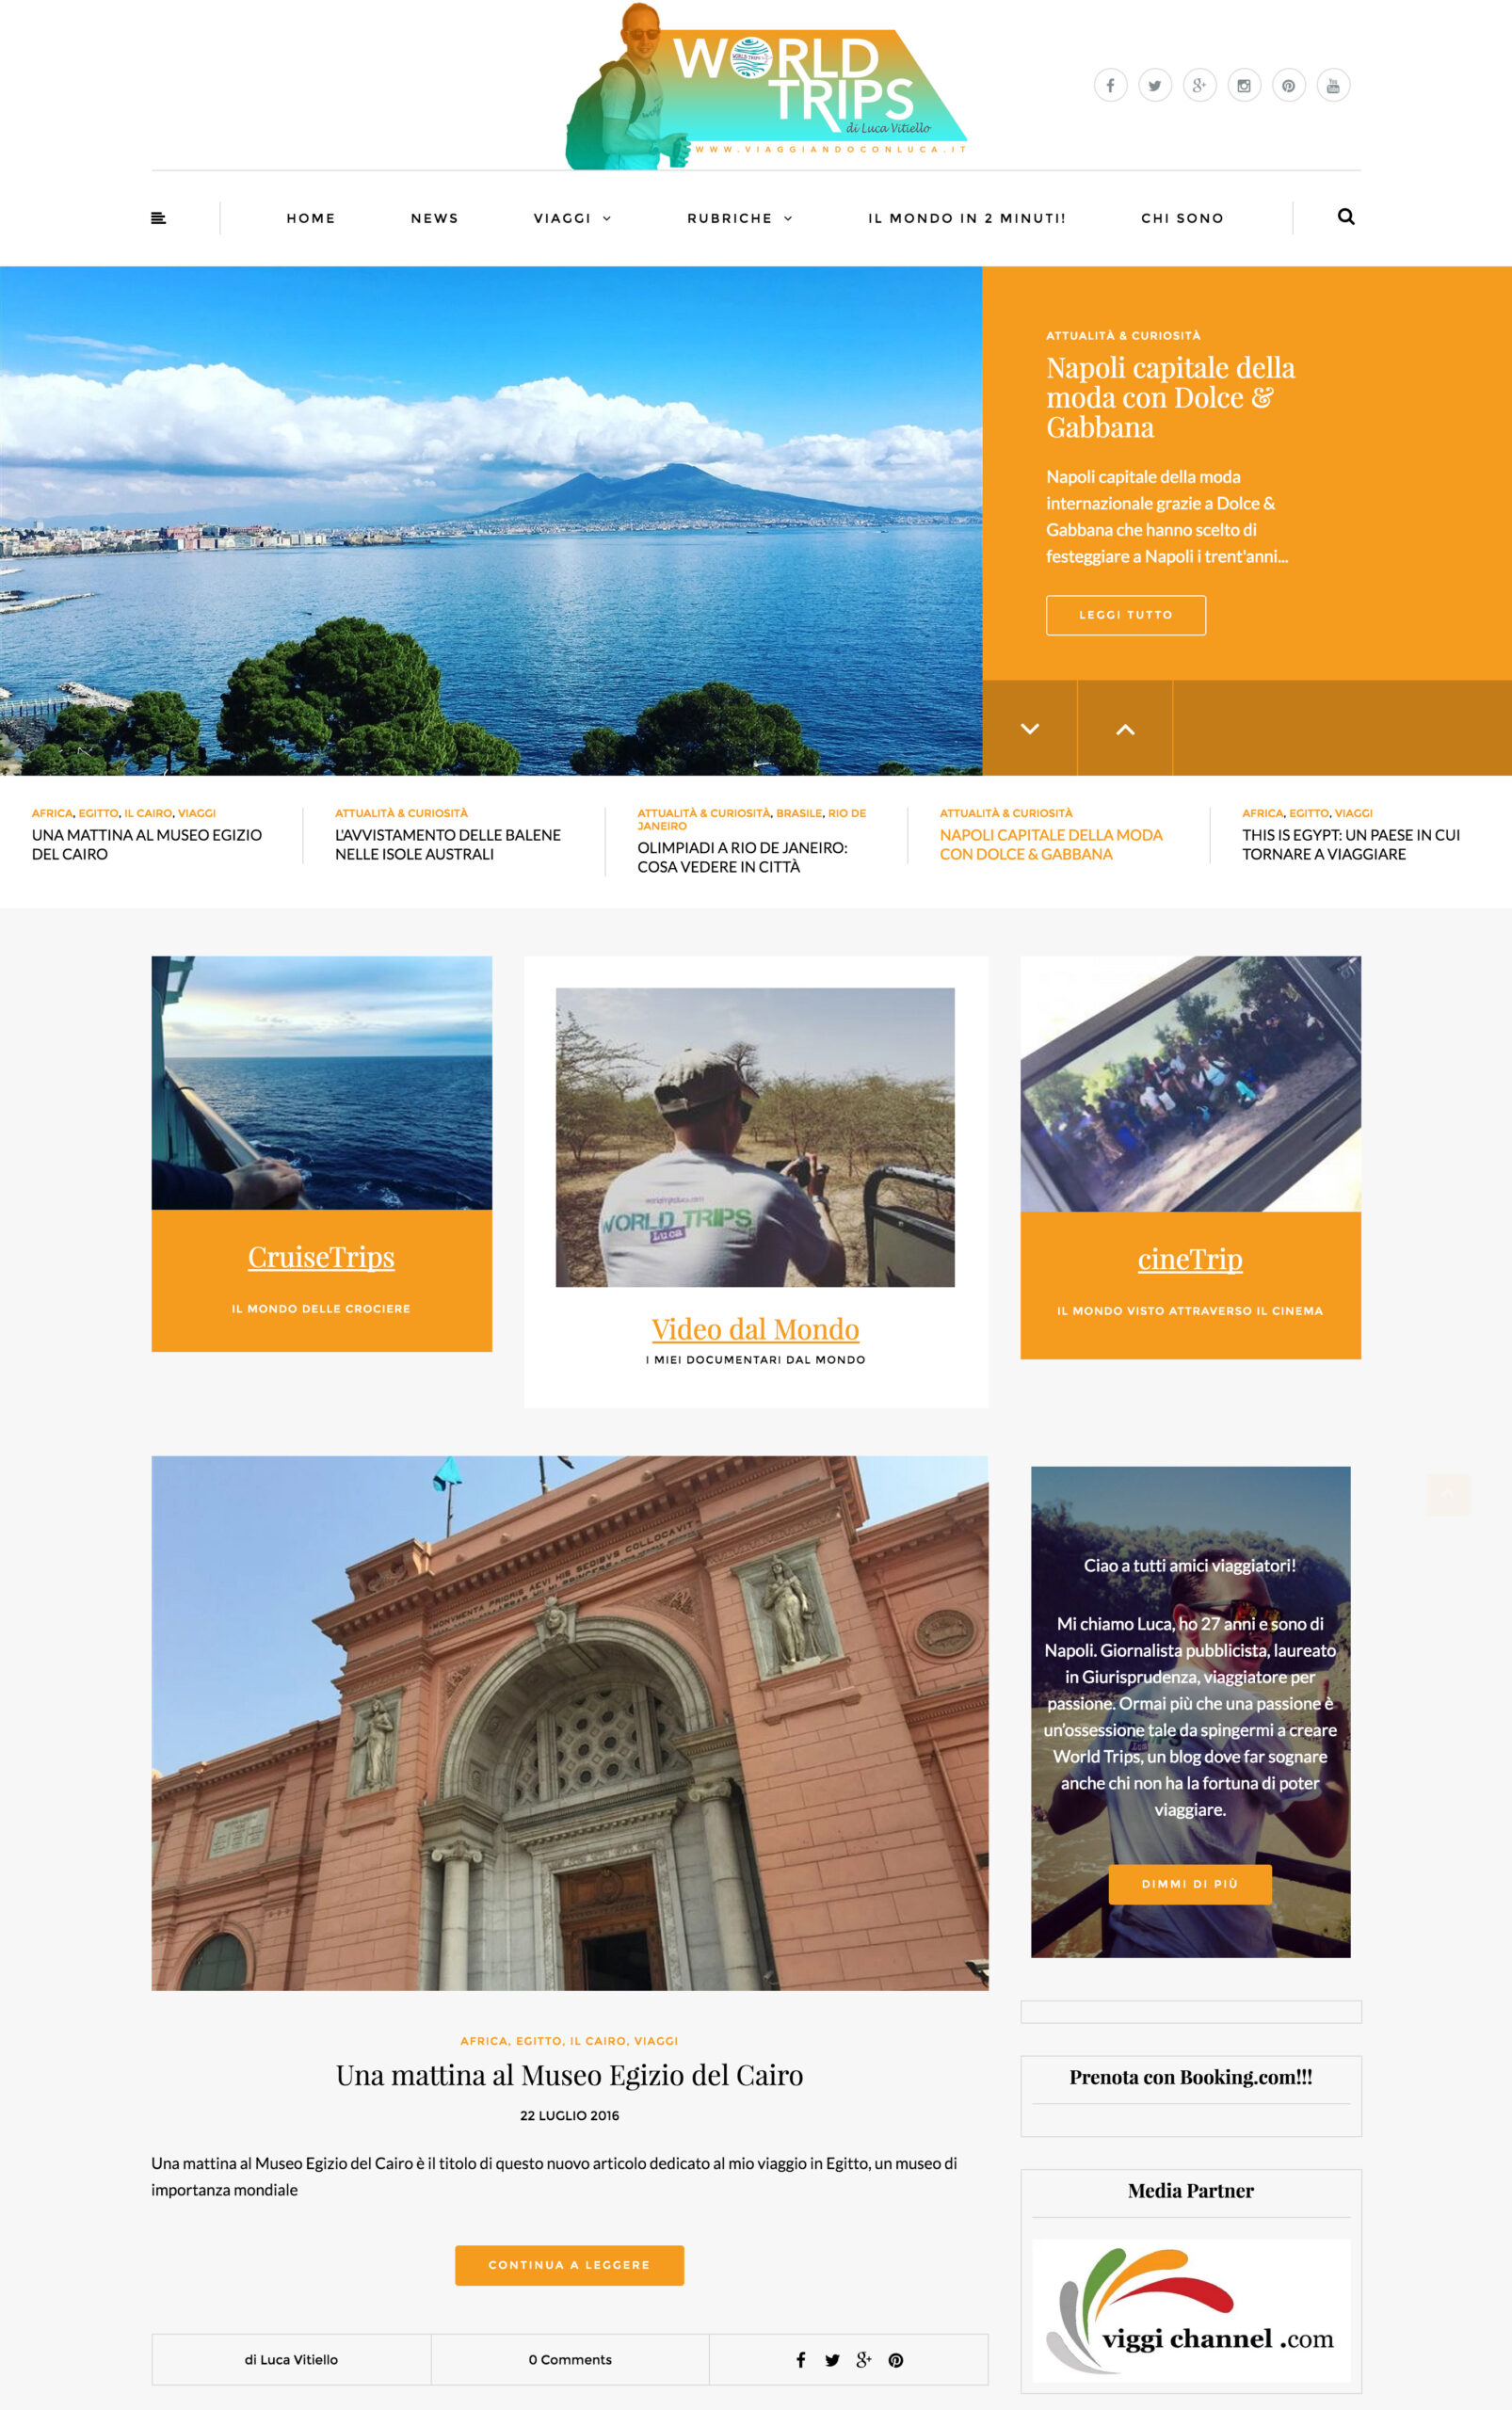 WORLD
TRIPS
di Luca Vitiello
WWW.VIAGGIANDOCONLUCA.IT
HOME
NEWS
VIAGGI
RUBRICHE
IL MONDO IN 2 MINUTI!
CHI SONO
ATTUALITÀ & CURIOSITÀ
Napoli capitale della
moda con Dolce &
Gabbana
Napoli capitale della moda
internazionale grazie a Dolce &
Gabbana che hanno scelto di
festeggiare a Napoli i trent'anni...
LEGGI TUTTO
AFRICA, EGITTO, IL CAIRO, VIAGGI
UNA MATTINA AL MUSEO EGIZIO
DEL CAIRO
ATTUALITÀ & CURIOSITÀ
L'AVVISTAMENTO DELLE BALENE
NELLE ISOLE AUSTRALI
ATTUALITÀ & CURIOSITÀ, BRASILE, RIO DE
JANEIRO
OLIMPIADI A RIO DE JANEIRO:
COSA VEDERE IN CITTÀ
ATTUALITÀ & CURIOSITÀ
NAPOLI CAPITALE DELLA MODA
CON DOLCE & GABBANA
AFRICA, EGITTO, VIAGGI
THIS IS EGYPT: UN PAESE IN CUI
TORNARE A VIAGGIARE
CruiseTrips
IL MONDO DELLE CROCIERE
WORLD TRIPS
Luca
Video dal Mondo
I MIEI DOCUMENTARI DAL MONDO
cineTrip
IL MONDO VISTO ATTRAVERSO IL CINEMA
MONVMENTA PRIORIS AEVI HIS SEDIBVS COLLOCAVIT
Ciao a tutti amici viaggiatori!
Mi chiamo Luca, ho 27 anni e sono di
Napoli. Giornalista pubblicista, laureato
in Giurisprudenza, viaggiatore per
passione. Ormai più che una passione è
un'ossessione tale da spingermi a creare
World Trips, un blog dove far sognare
anche chi non ha la fortuna di poter
viaggiare.
DIMMI DI PIÙ
AFRICA, EGITTO, IL CAIRO, VIAGGI
Una mattina al Museo Egizio del Cairo
22 LUGLIO 2016
Una mattina al Museo Egizio del Cairo è il titolo di questo nuovo articolo dedicato al mio viaggio in Egitto, un museo di
importanza mondiale
CONTINUA A LEGGERE
di Luca Vitiello
0 Comments
Prenota con Booking.com!!!
Media Partner
viggi channel .com